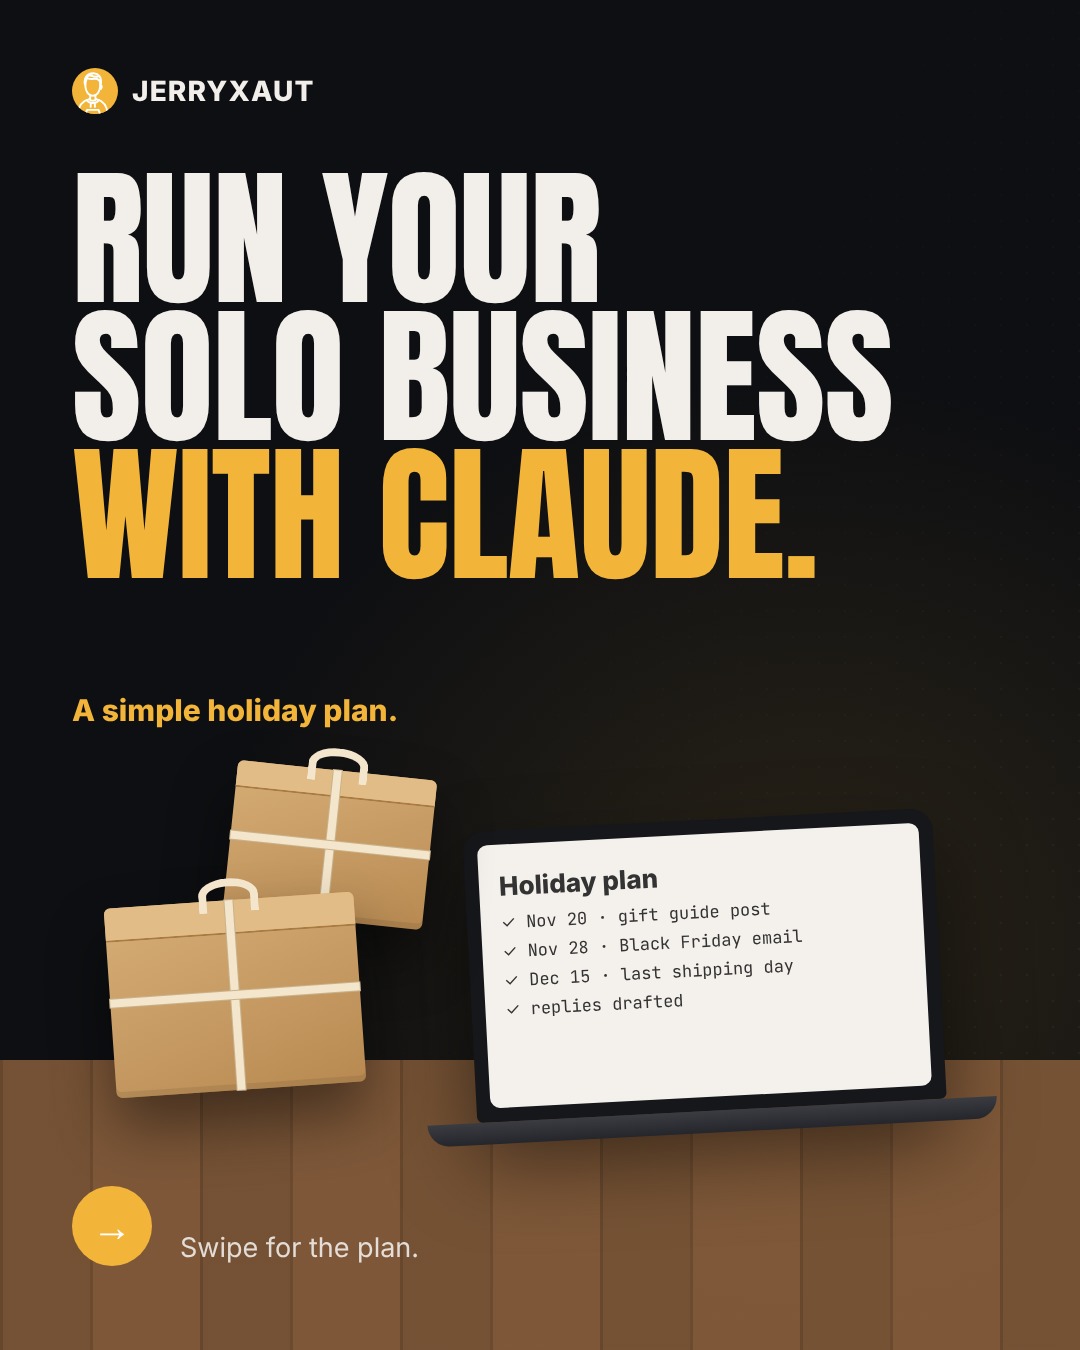 JERRYXAUT
RUN YOUR
SOLO BUSINESS
WITH CLAUDE.
A simple holiday plan.
Holiday plan
✓ Nov 20 · gift guide post
✓ Nov 28 · Black Friday email
✓ Dec 15 · last shipping day
✓ replies drafted
→ Swipe for the plan.